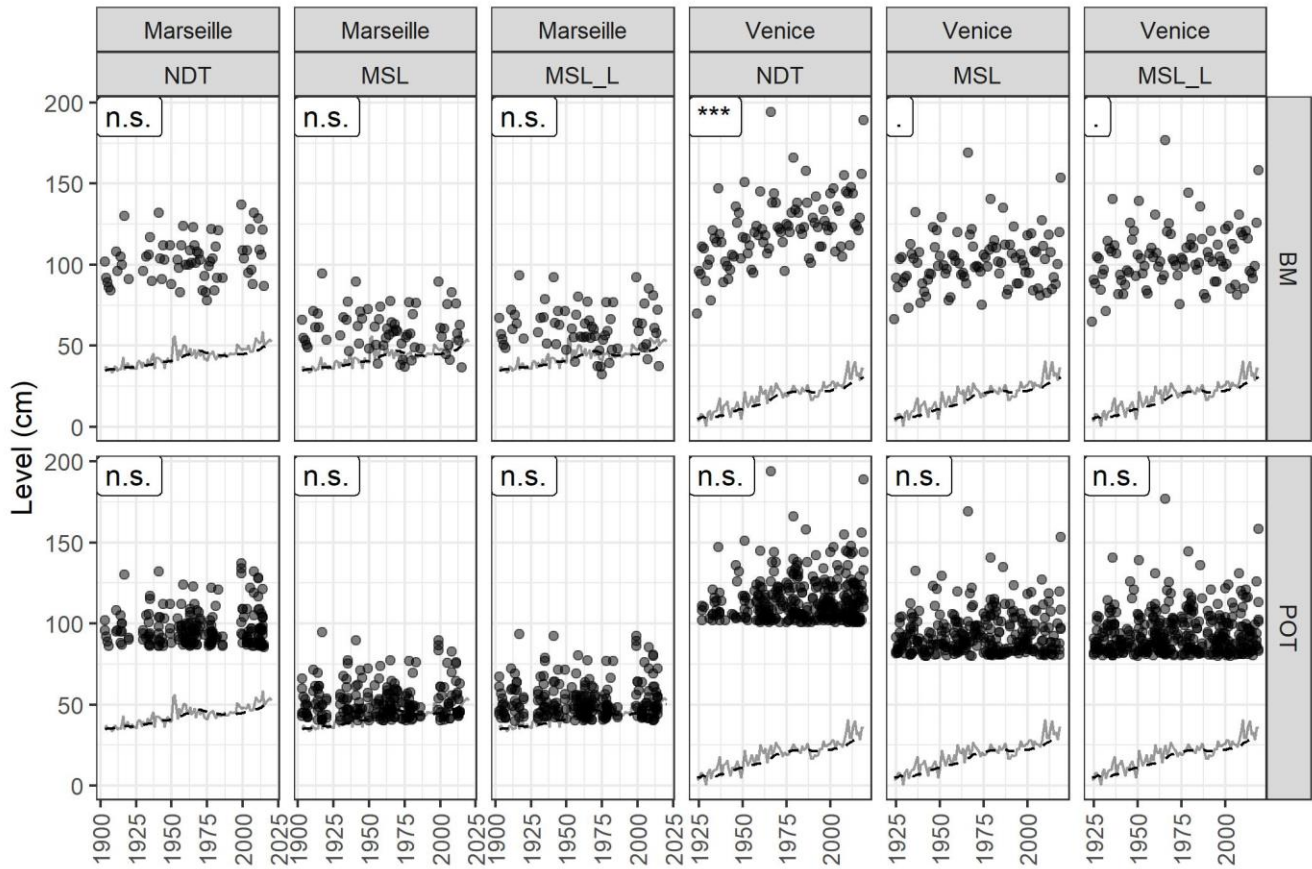 Marseille Marseille Marseille Venice Venice Venice
NDT MSL MSL_L NDT MSL MSL_L
n.s. n.s. n.s. *** . .
200
150
100
50
0
BM
Level (cm)
n.s. n.s. n.s. n.s. n.s. n.s.
200
150
100
50
0
POT
1900 1925 1950 1975 2000 2025 1900 1925 1950 1975 2000 2025 1900 1925 1950 1975 2000 2025 1925 1950 1975 2000 1925 1950 1975 2000 1925 1950 1975 2000